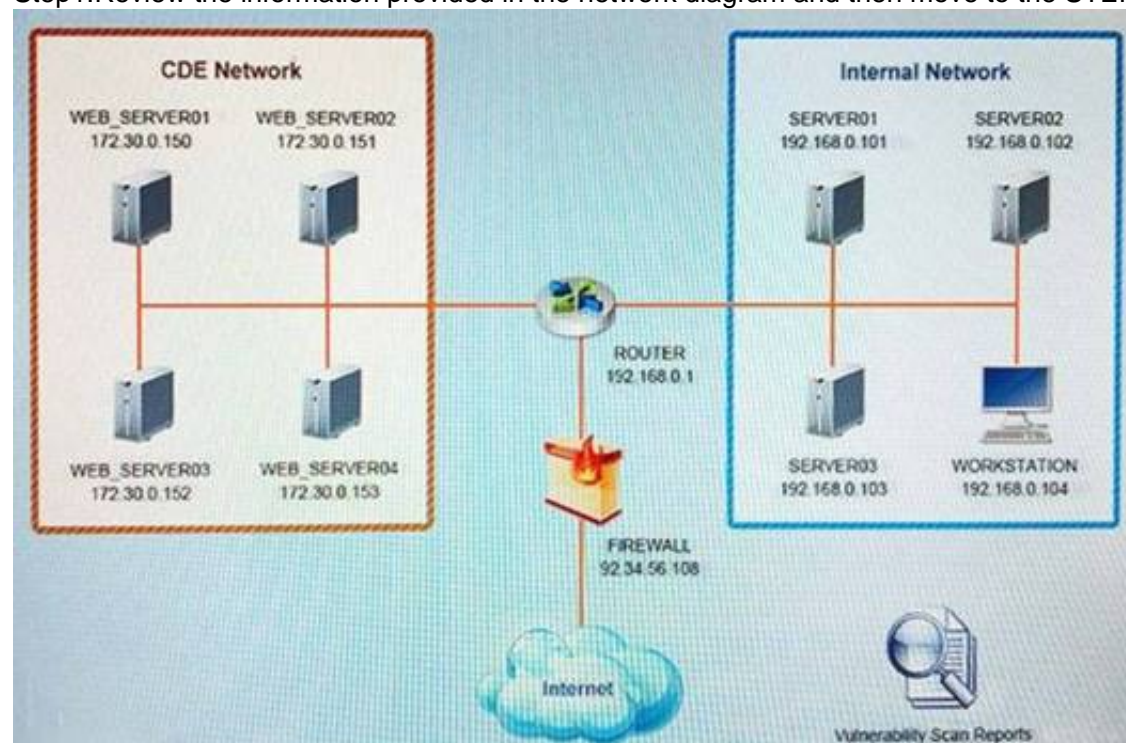 Step1:Review the information provided in the network diagram and then move to the STE
CDE Network
WEB_SERVER01
172.30.0.150
WEB_SERVER02
172.30.0.151
WEB_SERVER03
172.30.0.152
WEB_SERVER04
172.30.0.153
ROUTER
192.168.0.1
FIREWALL
92.34.56.108
Internet
Internal Network
SERVER01
192.168.0.101
SERVER02
192.168.0.102
SERVER03
192.168.0.103
WORKSTATION
192.168.0.104
Vulnerability Scan Reports